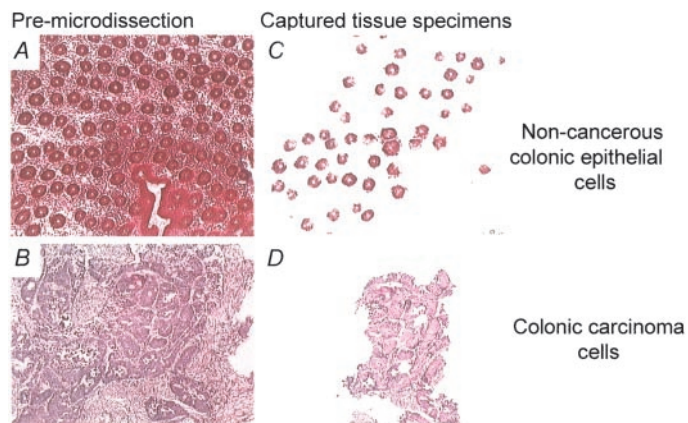 Pre-microdissection
Captured tissue specimens
A
C
Non-cancerous
colonic epithelial
cells
B
D
Colonic carcinoma
cells